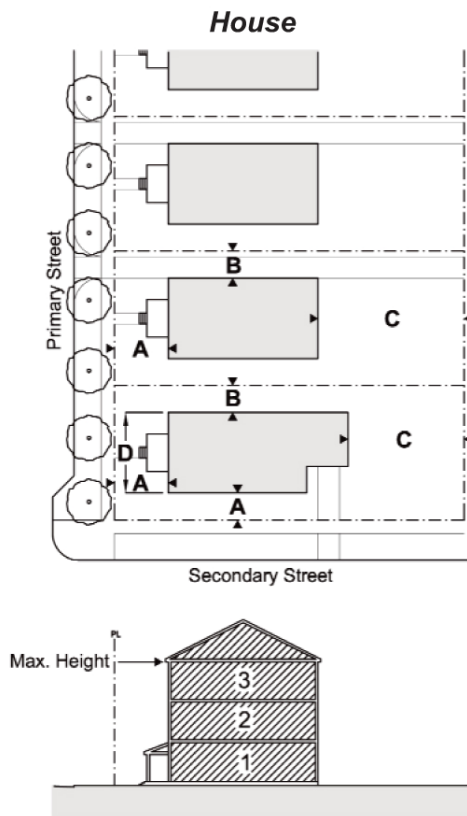 House
Primary Street
B
C
A
B
D
C
A
A
Secondary Street
PL
Max. Height
3
2
1